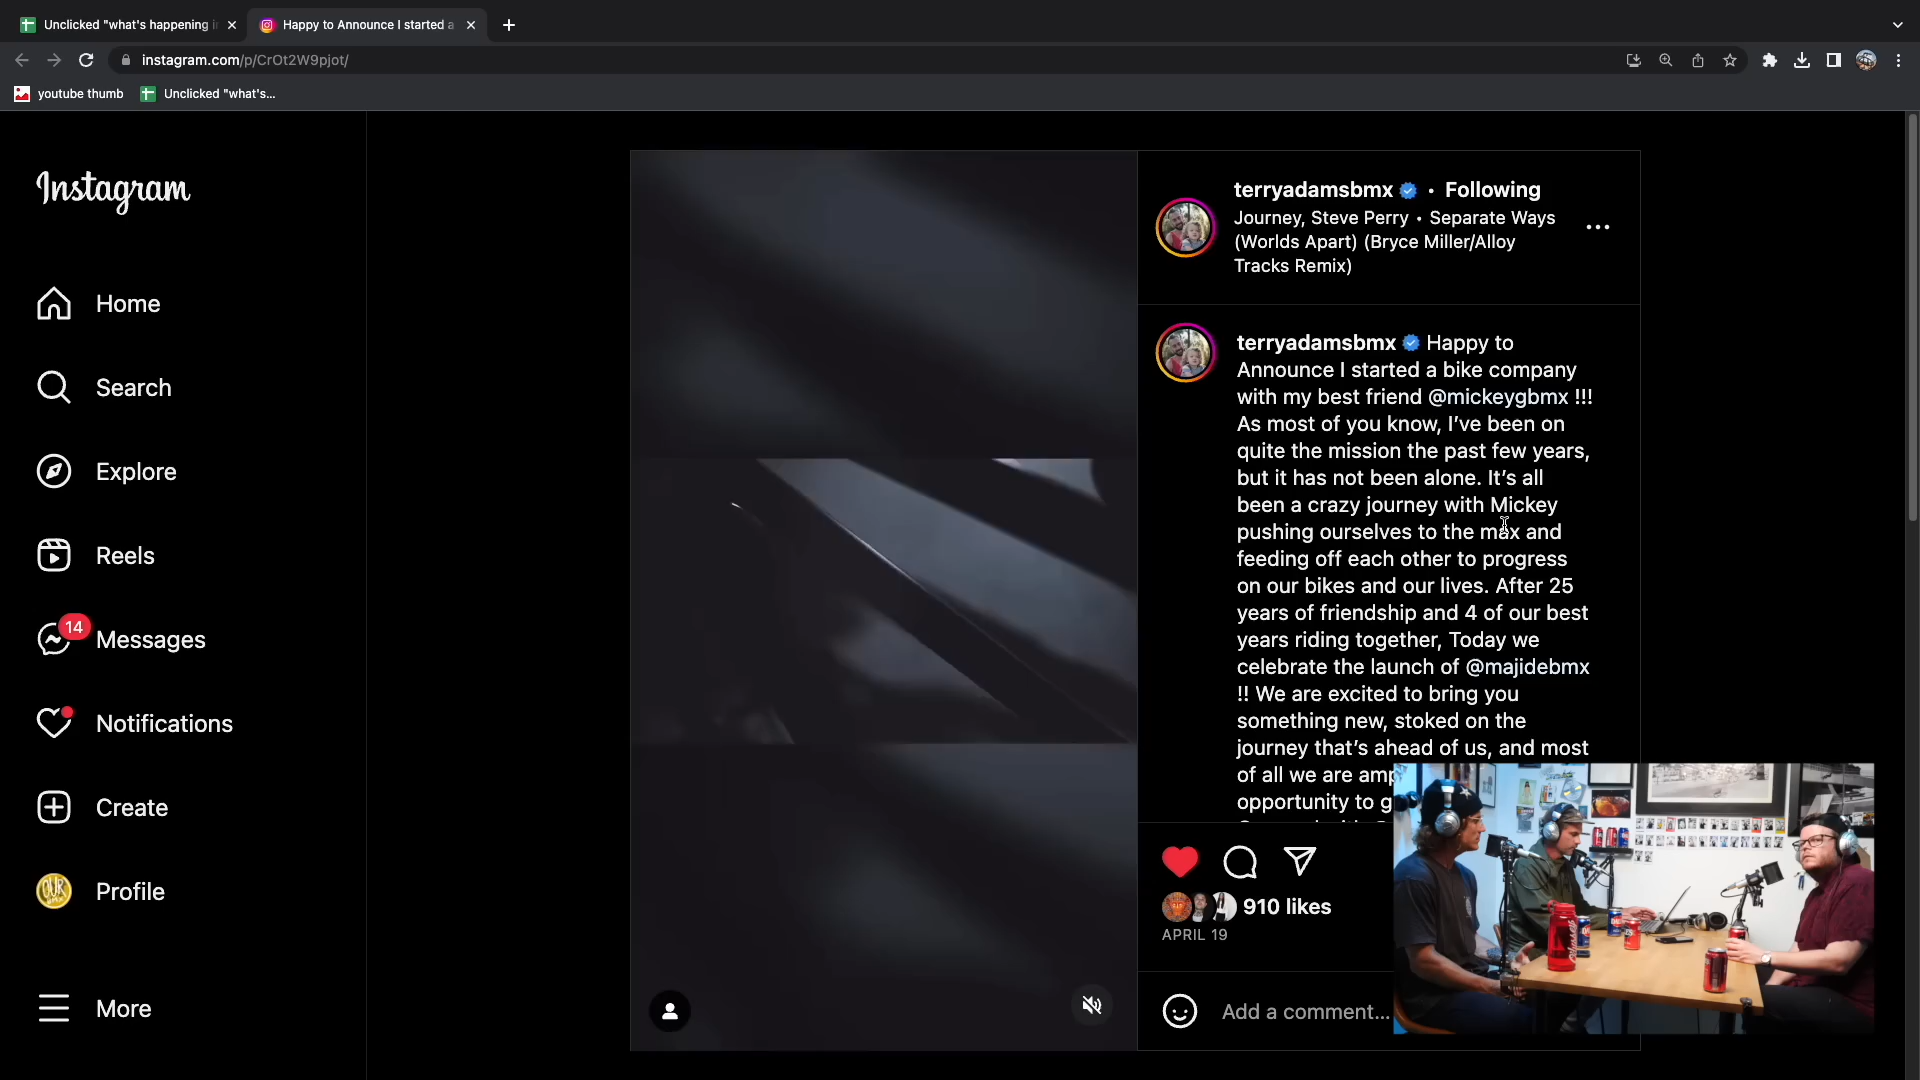 Unclicked "what's happening i
Happy to Announce I started a
instagram.com/p/CrOt2W9pjot/
youtube thumb
Unclicked "what's...
Instagram
Home
Search
Explore
Reels
14
Messages
Notifications
Create
Profile
More
terryadamsbmx • Following
Journey, Steve Perry • Separate Ways
(Worlds Apart) (Bryce Miller/Alloy
Tracks Remix)
terryadamsbmx Happy to
Announce I started a bike company
with my best friend @mickeygbmx !!!
As most of you know, I’ve been on
quite the mission the past few years,
but it has not been alone. It’s all
been a crazy journey with Mickey
pushing ourselves to the max and
feeding off each other to progress
on our bikes and our lives. After 25
years of friendship and 4 of our best
years riding together, Today we
celebrate the launch of @majidebmx
!! We are excited to bring you
something new, stoked on the
journey that’s ahead of us, and most
of all we are amp
opportunity to g
910 likes
APRIL 19
Add a comment...